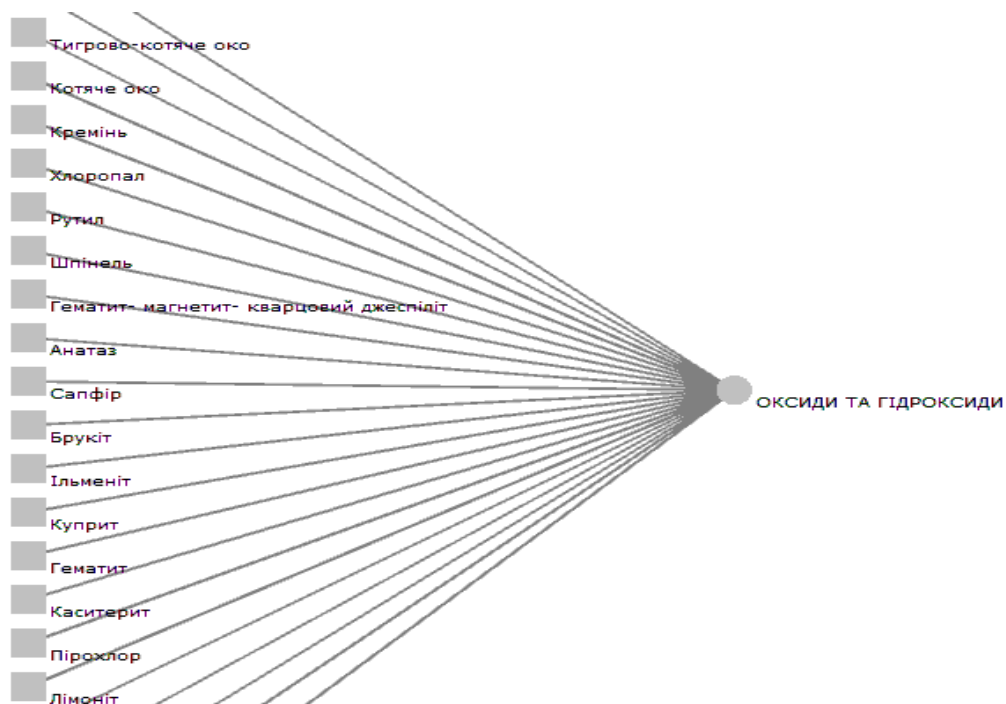 Тигрово-котяче око
Котяче око
Кремінь
Хлоропал
Рутил
Шпінель
Гематит- магнетит- кварцовий джеспіліт
Анатаз
Сапфір
ОКСИДИ ТА ГІДРОКСИДИ
Брукіт
Ільменіт
Куприт
Гематит
Каситерит
Пірохлор
Лімоніт